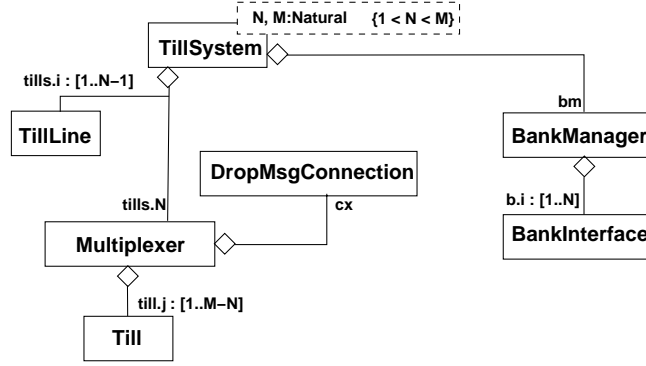 N, M:Natural {1 < N < M}
TillSystem
tills.i : [1..N−1]
bm
TillLine
BankManager
DropMsgConnection
tills.N
cx
b.i : [1..N]
Multiplexer
BankInterface
till.j : [1..M−N]
Till